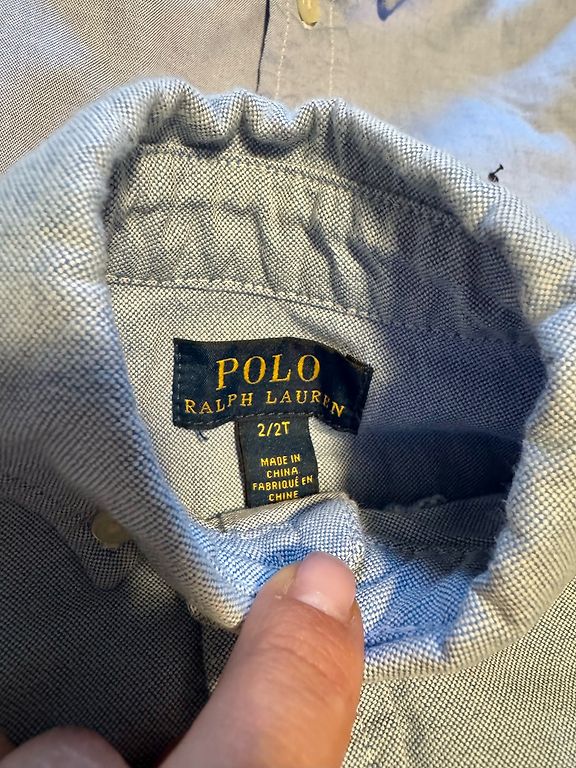 POLO
RALPH LAUREN
2/2T
MADE IN
CHINA
FABRIQUÉ EN
CHINE